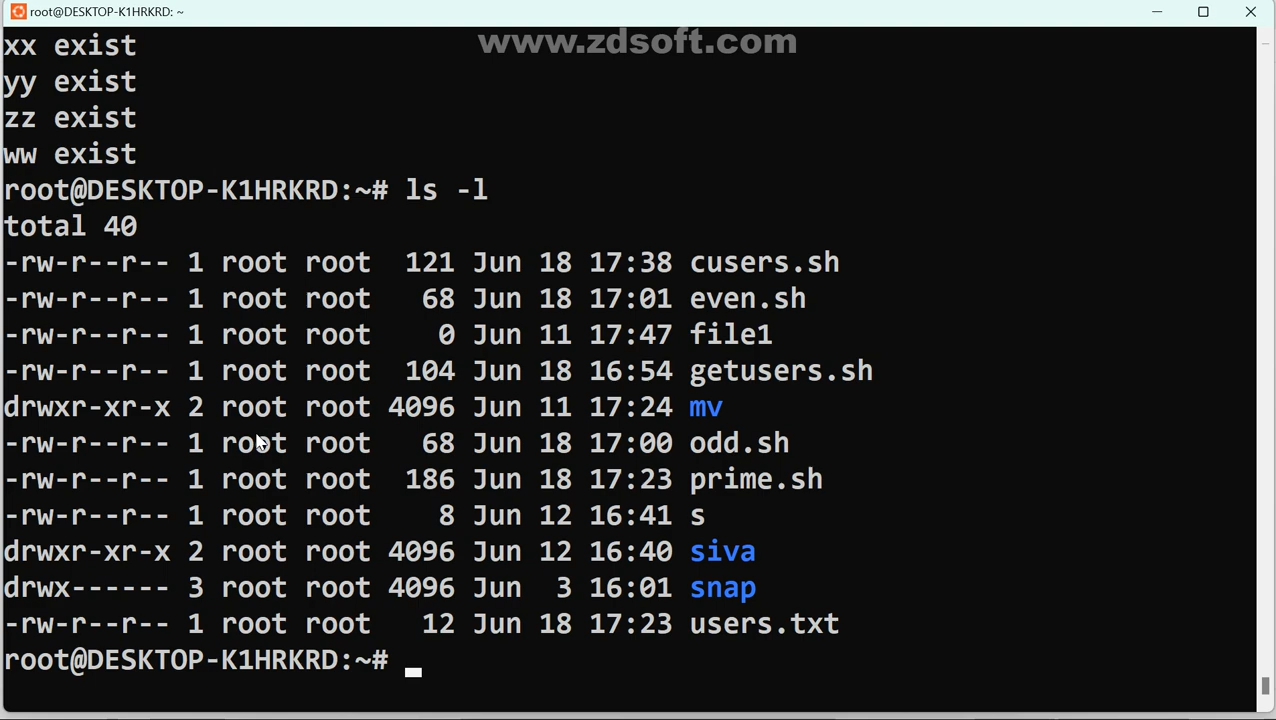 root@DESKTOP-K1HRKRD: ~
www.zdsoft.com
xx exist
yy exist
zz exist
ww exist
root@DESKTOP-K1HRKRD:~# ls -l
total 40
-rw-r--r-- 1 root root  121 Jun 18 17:38 cusers.sh
-rw-r--r-- 1 root root   68 Jun 18 17:01 even.sh
-rw-r--r-- 1 root root    0 Jun 11 17:47 file1
-rw-r--r-- 1 root root  104 Jun 18 16:54 getusers.sh
drwxr-xr-x 2 root root 4096 Jun 11 17:24 mv
-rw-r--r-- 1 root root   68 Jun 18 17:00 odd.sh
-rw-r--r-- 1 root root  186 Jun 18 17:23 prime.sh
-rw-r--r-- 1 root root    8 Jun 12 16:41 s
drwxr-xr-x 2 root root 4096 Jun 12 16:40 siva
drwx------ 3 root root 4096 Jun  3 16:01 snap
-rw-r--r-- 1 root root   12 Jun 18 17:23 users.txt
root@DESKTOP-K1HRKRD:~#